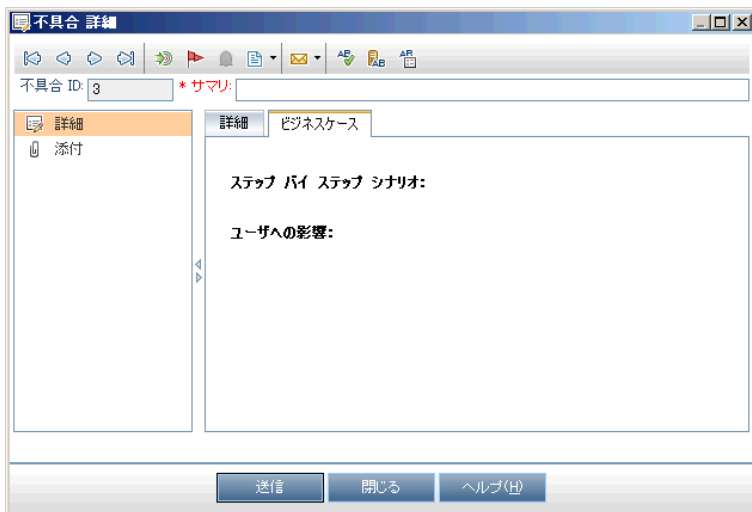 不具合 詳細
不具合 ID: 3 * サマリ:
詳細
添付
詳細 ビジネスケース
ステップ バイ ステップ シナリオ:
ユーザへの影響:
送信 閉じる ヘルプ(H)